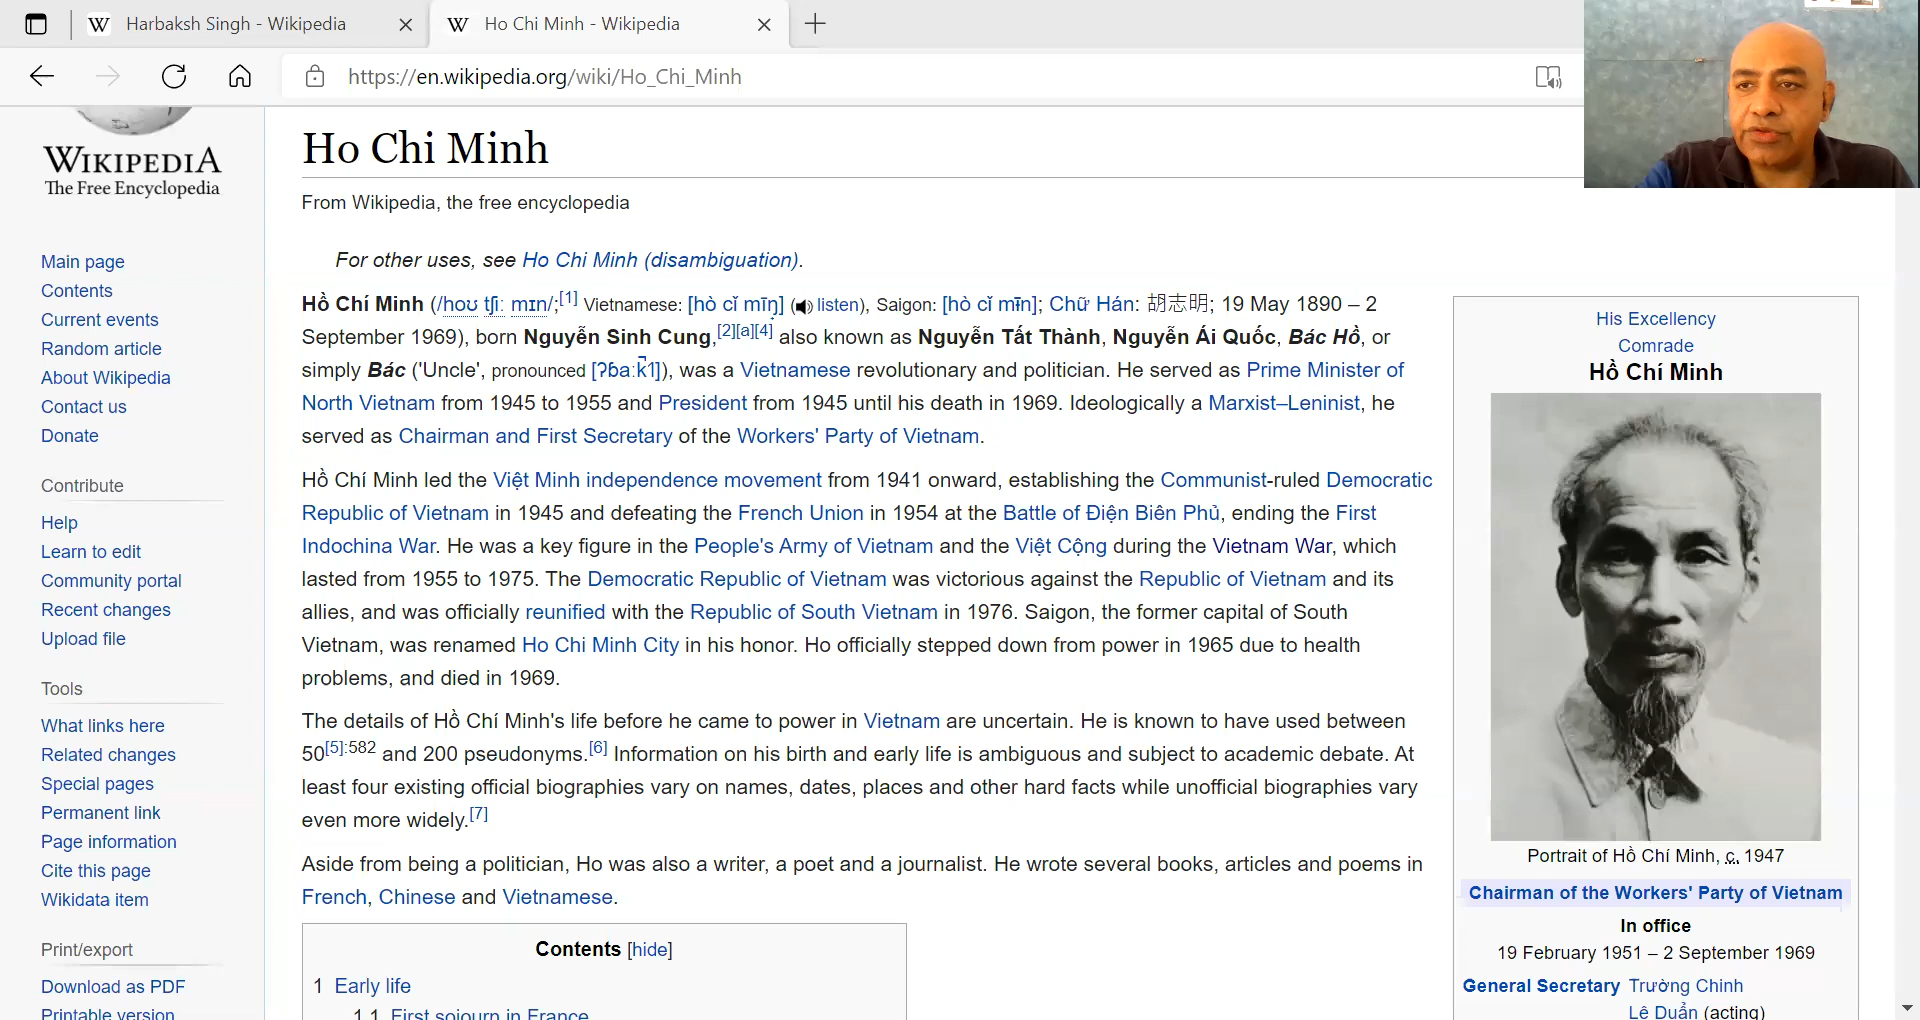 Harbaksh Singh - Wikipedia
Ho Chi Minh - Wikipedia
https://en.wikipedia.org/wiki/Ho_Chi_Minh
WIKIPEDIA
The Free Encyclopedia
Main page
Contents
Current events
Random article
About Wikipedia
Contact us
Donate
Contribute
Help
Learn to edit
Community portal
Recent changes
Upload file
Tools
What links here
Related changes
Special pages
Permanent link
Page information
Cite this page
Wikidata item
Print/export
Download as PDF
Printable version
Ho Chi Minh
From Wikipedia, the free encyclopedia
For other uses, see Ho Chi Minh (disambiguation).
Hồ Chí Minh (/hoʊ tʃiː mɪn/;[1] Vietnamese: [hò cǐ mīŋ̟] (listen), Saigon: [hò cǐ mɨ̄n]; Chữ Hán: 胡志明; 19 May 1890 – 2
September 1969), born Nguyễn Sinh Cung,[2][a][4] also known as Nguyễn Tất Thành, Nguyễn Ái Quốc, Bác Hồ, or
simply Bác ('Uncle', pronounced [ʔɓaːk̚˦˥]), was a Vietnamese revolutionary and politician. He served as Prime Minister of
North Vietnam from 1945 to 1955 and President from 1945 until his death in 1969. Ideologically a Marxist–Leninist, he
served as Chairman and First Secretary of the Workers' Party of Vietnam.
Hồ Chí Minh led the Việt Minh independence movement from 1941 onward, establishing the Communist-ruled Democratic
Republic of Vietnam in 1945 and defeating the French Union in 1954 at the Battle of Điện Biên Phủ, ending the First
Indochina War. He was a key figure in the People's Army of Vietnam and the Việt Cộng during the Vietnam War, which
lasted from 1955 to 1975. The Democratic Republic of Vietnam was victorious against the Republic of Vietnam and its
allies, and was officially reunified with the Republic of South Vietnam in 1976. Saigon, the former capital of South
Vietnam, was renamed Ho Chi Minh City in his honor. Ho officially stepped down from power in 1965 due to health
problems, and died in 1969.
The details of Hồ Chí Minh's life before he came to power in Vietnam are uncertain. He is known to have used between
50[5]:582 and 200 pseudonyms.[6] Information on his birth and early life is ambiguous and subject to academic debate. At
least four existing official biographies vary on names, dates, places and other hard facts while unofficial biographies vary
even more widely.[7]
Aside from being a politician, Ho was also a writer, a poet and a journalist. He wrote several books, articles and poems in
French, Chinese and Vietnamese.
Contents [hide]
1 Early life
1.1 First sojourn in France
His Excellency
Comrade
Hồ Chí Minh
Portrait of Hồ Chí Minh, c. 1947
Chairman of the Workers' Party of Vietnam
In office
19 February 1951 – 2 September 1969
General Secretary Trường Chinh
Lê Duẩn (acting)